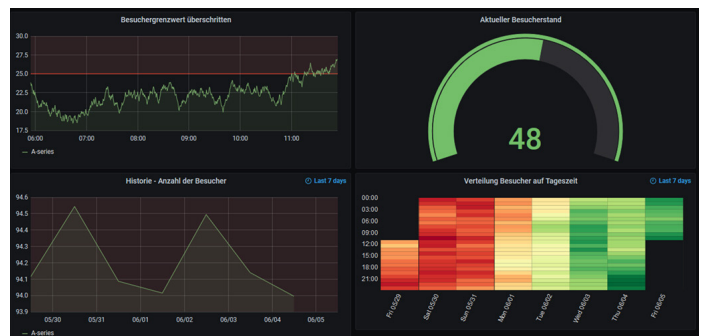 Besuchergrenzwert überschritten
30.0
27.5
25.0
22.5
20.0
17.5
06:00 07:00 08:00 09:00 10:00 11:00
A-series
Aktueller Besucherstand
48
Historie - Anzahl der Besucher
Last 7 days
94.6
94.5
94.4
94.3
94.2
94.1
94.0
93.9
05/30 05/31 06/01 06/02 06/03 06/04 06/05
A-series
Verteilung Besucher auf Tageszeit
Last 7 days
00:00
03:00
06:00
09:00
12:00
15:00
18:00
21:00
Fri 05/29 Sat 05/30 Sun 05/31 Mon 06/01 Tue 06/02 Wed 06/03 Thu 06/04 Fri 06/05